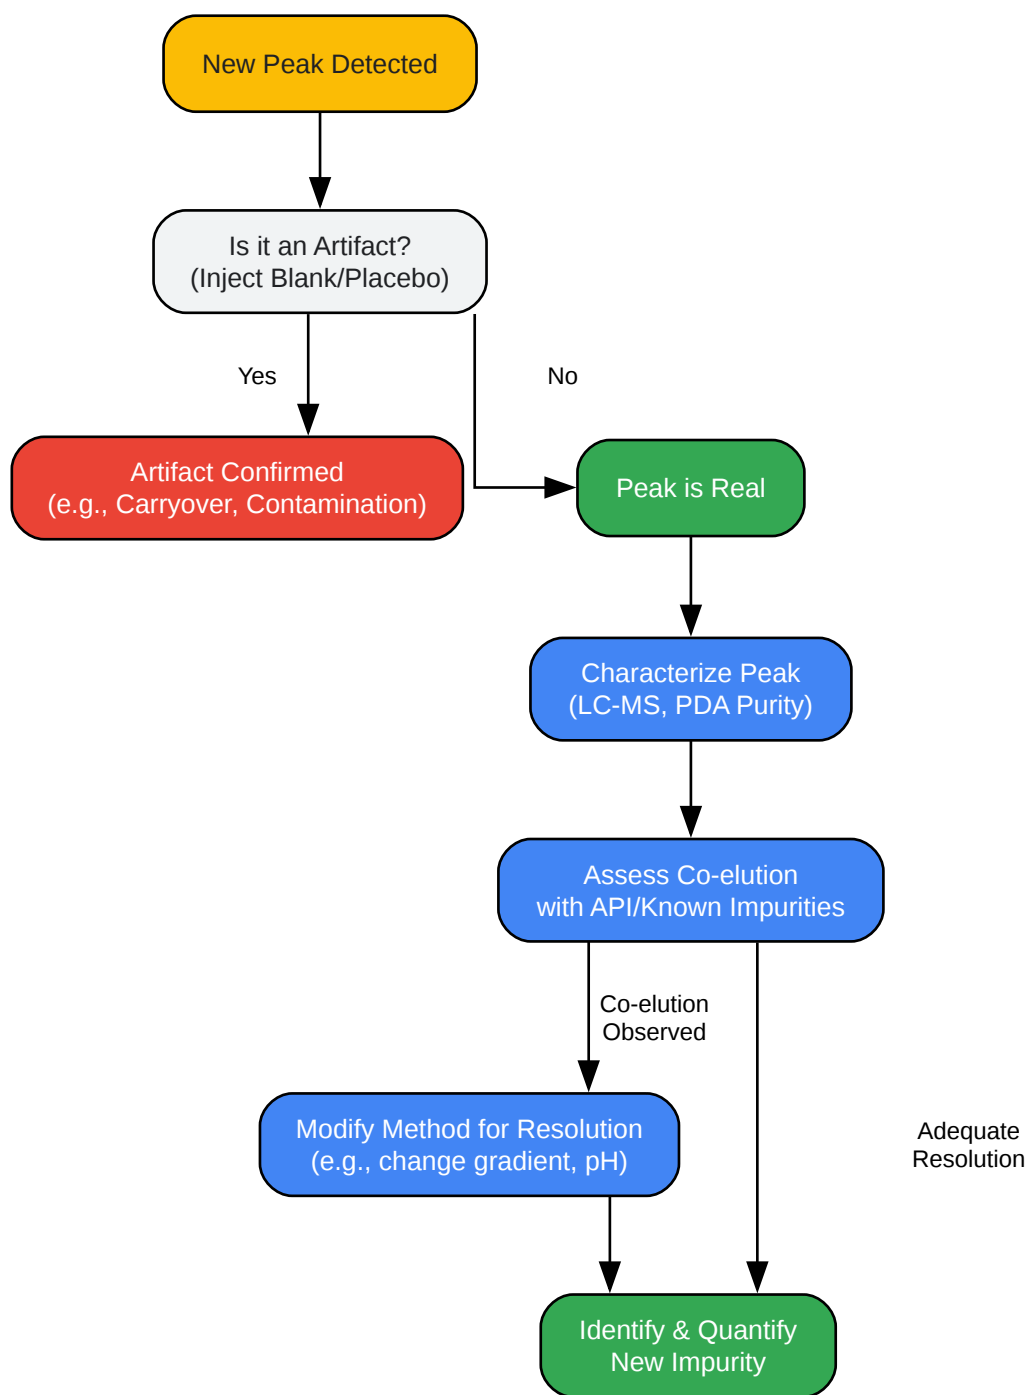 New Peak Detected
Is it an Artifact?
(Inject Blank/Placebo)
Yes
No
Artifact Confirmed
(e.g., Carryover, Contamination)
Peak is Real
Characterize Peak
(LC-MS, PDA Purity)
Assess Co-elution
with API/Known Impurities
Co-elution
Observed
Modify Method for Resolution
(e.g., change gradient, pH)
Adequate
Resolution
Identify & Quantify
New Impurity